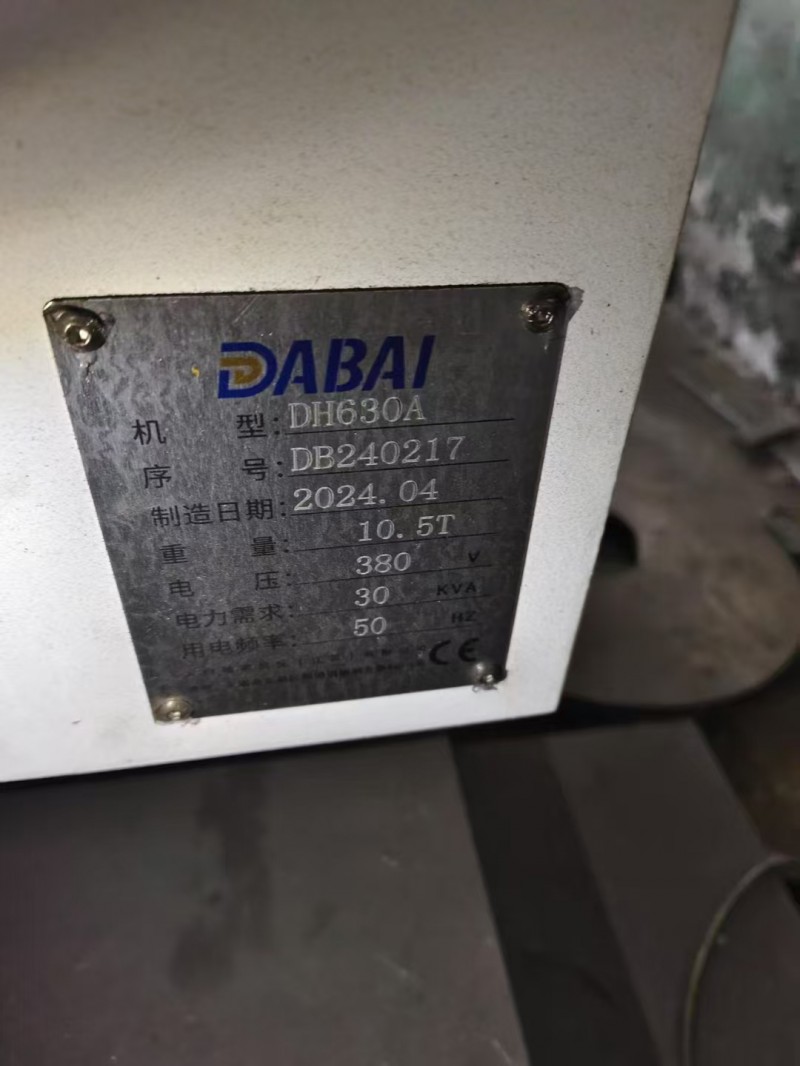 DABAI
机 型: DH630A
序 号: DB240217
制造日期: 2024.04
重 量: 10.5T
电 压: 380 V
电力需求: 30 KVA
用电频率: 50 HZ
CE